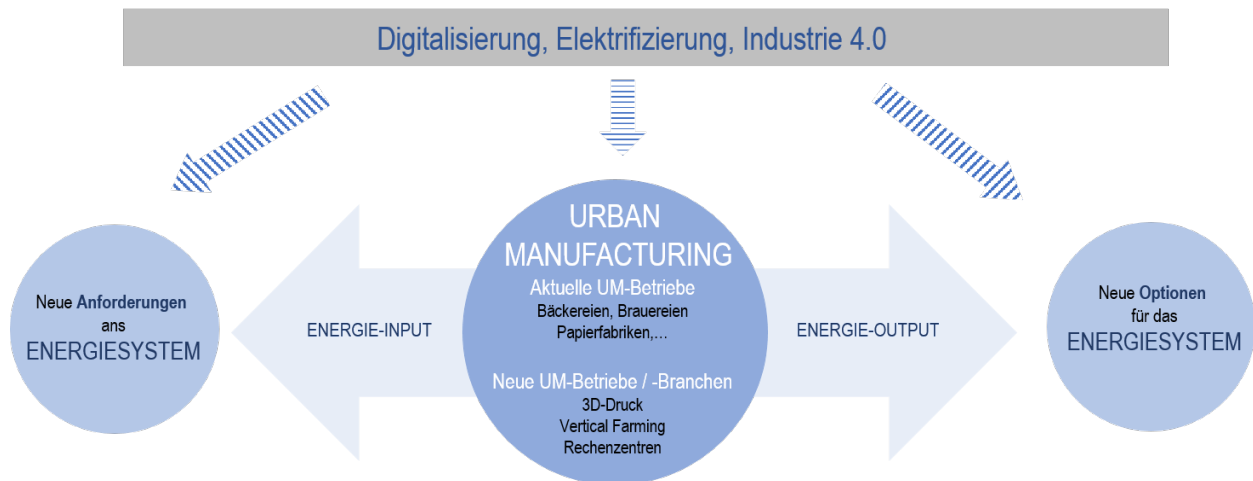 Digitalisierung, Elektrifizierung, Industrie 4.0
URBAN
MANUFACTURING
Aktuelle UM-Betriebe
Bäckereien, Brauereien
Papierfabriken,...
Neue UM-Betriebe / -Branchen
3D-Druck
Vertical Farming
Rechenzentren
Neue Anforderungen
ans
ENERGIESYSTEM
ENERGIE-INPUT
ENERGIE-OUTPUT
Neue Optionen
für das
ENERGIESYSTEM